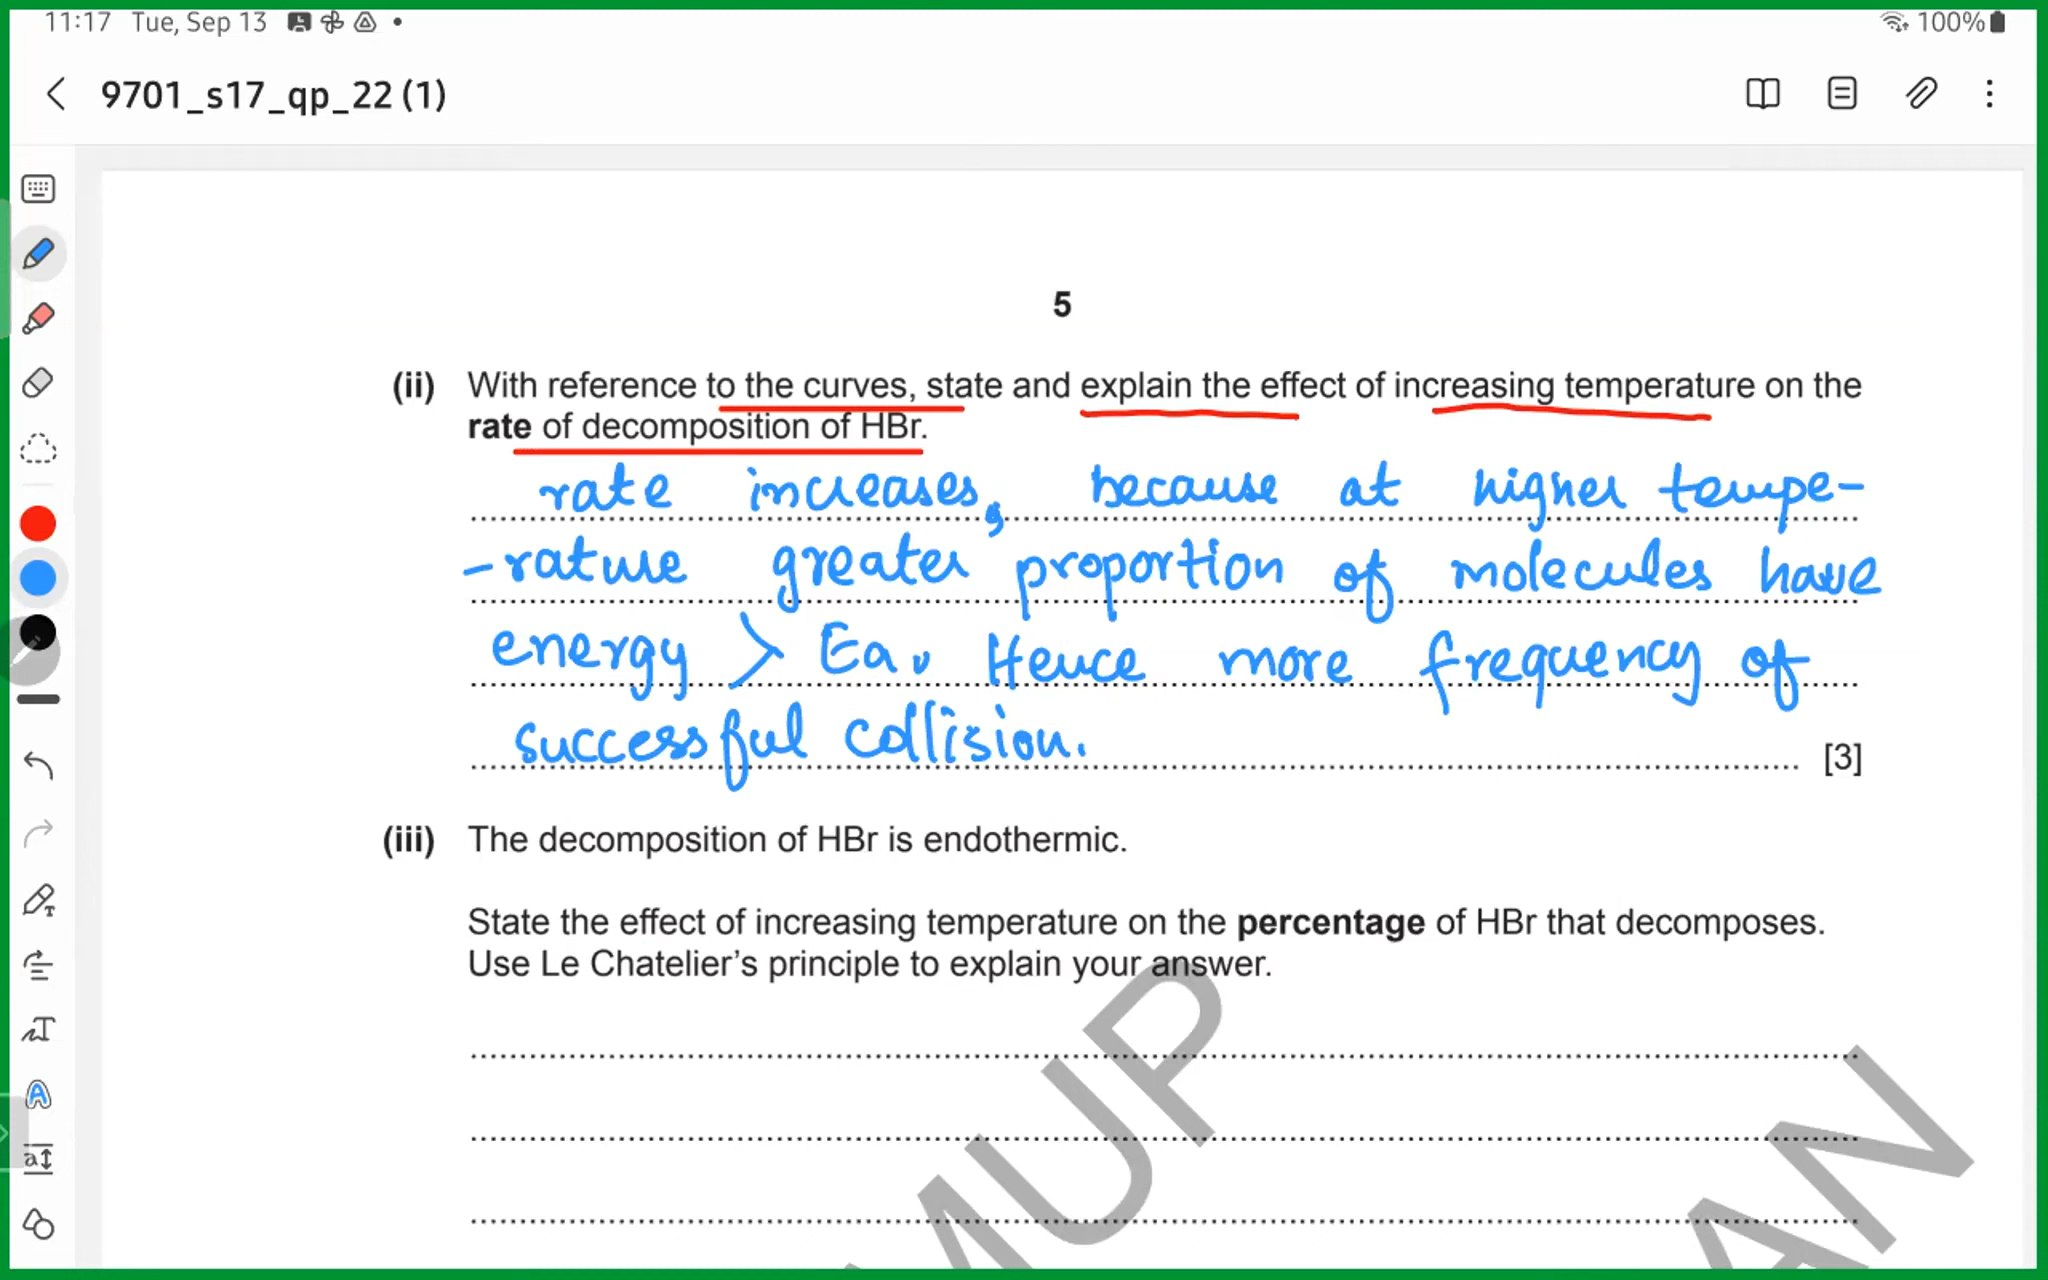 11:17 Tue, Sep 13
100%
9701_s17_qp_22 (1)
5
(ii) With reference to the curves, state and explain the effect of increasing temperature on the
rate of decomposition of HBr.
rate increases, because at higher tempe-
-rature greater proportion of molecules have
energy > Ea. Hence more frequency of
successful collision.
[3]
(iii) The decomposition of HBr is endothermic.
State the effect of increasing temperature on the percentage of HBr that decomposes.
Use Le Chatelier's principle to explain your answer.